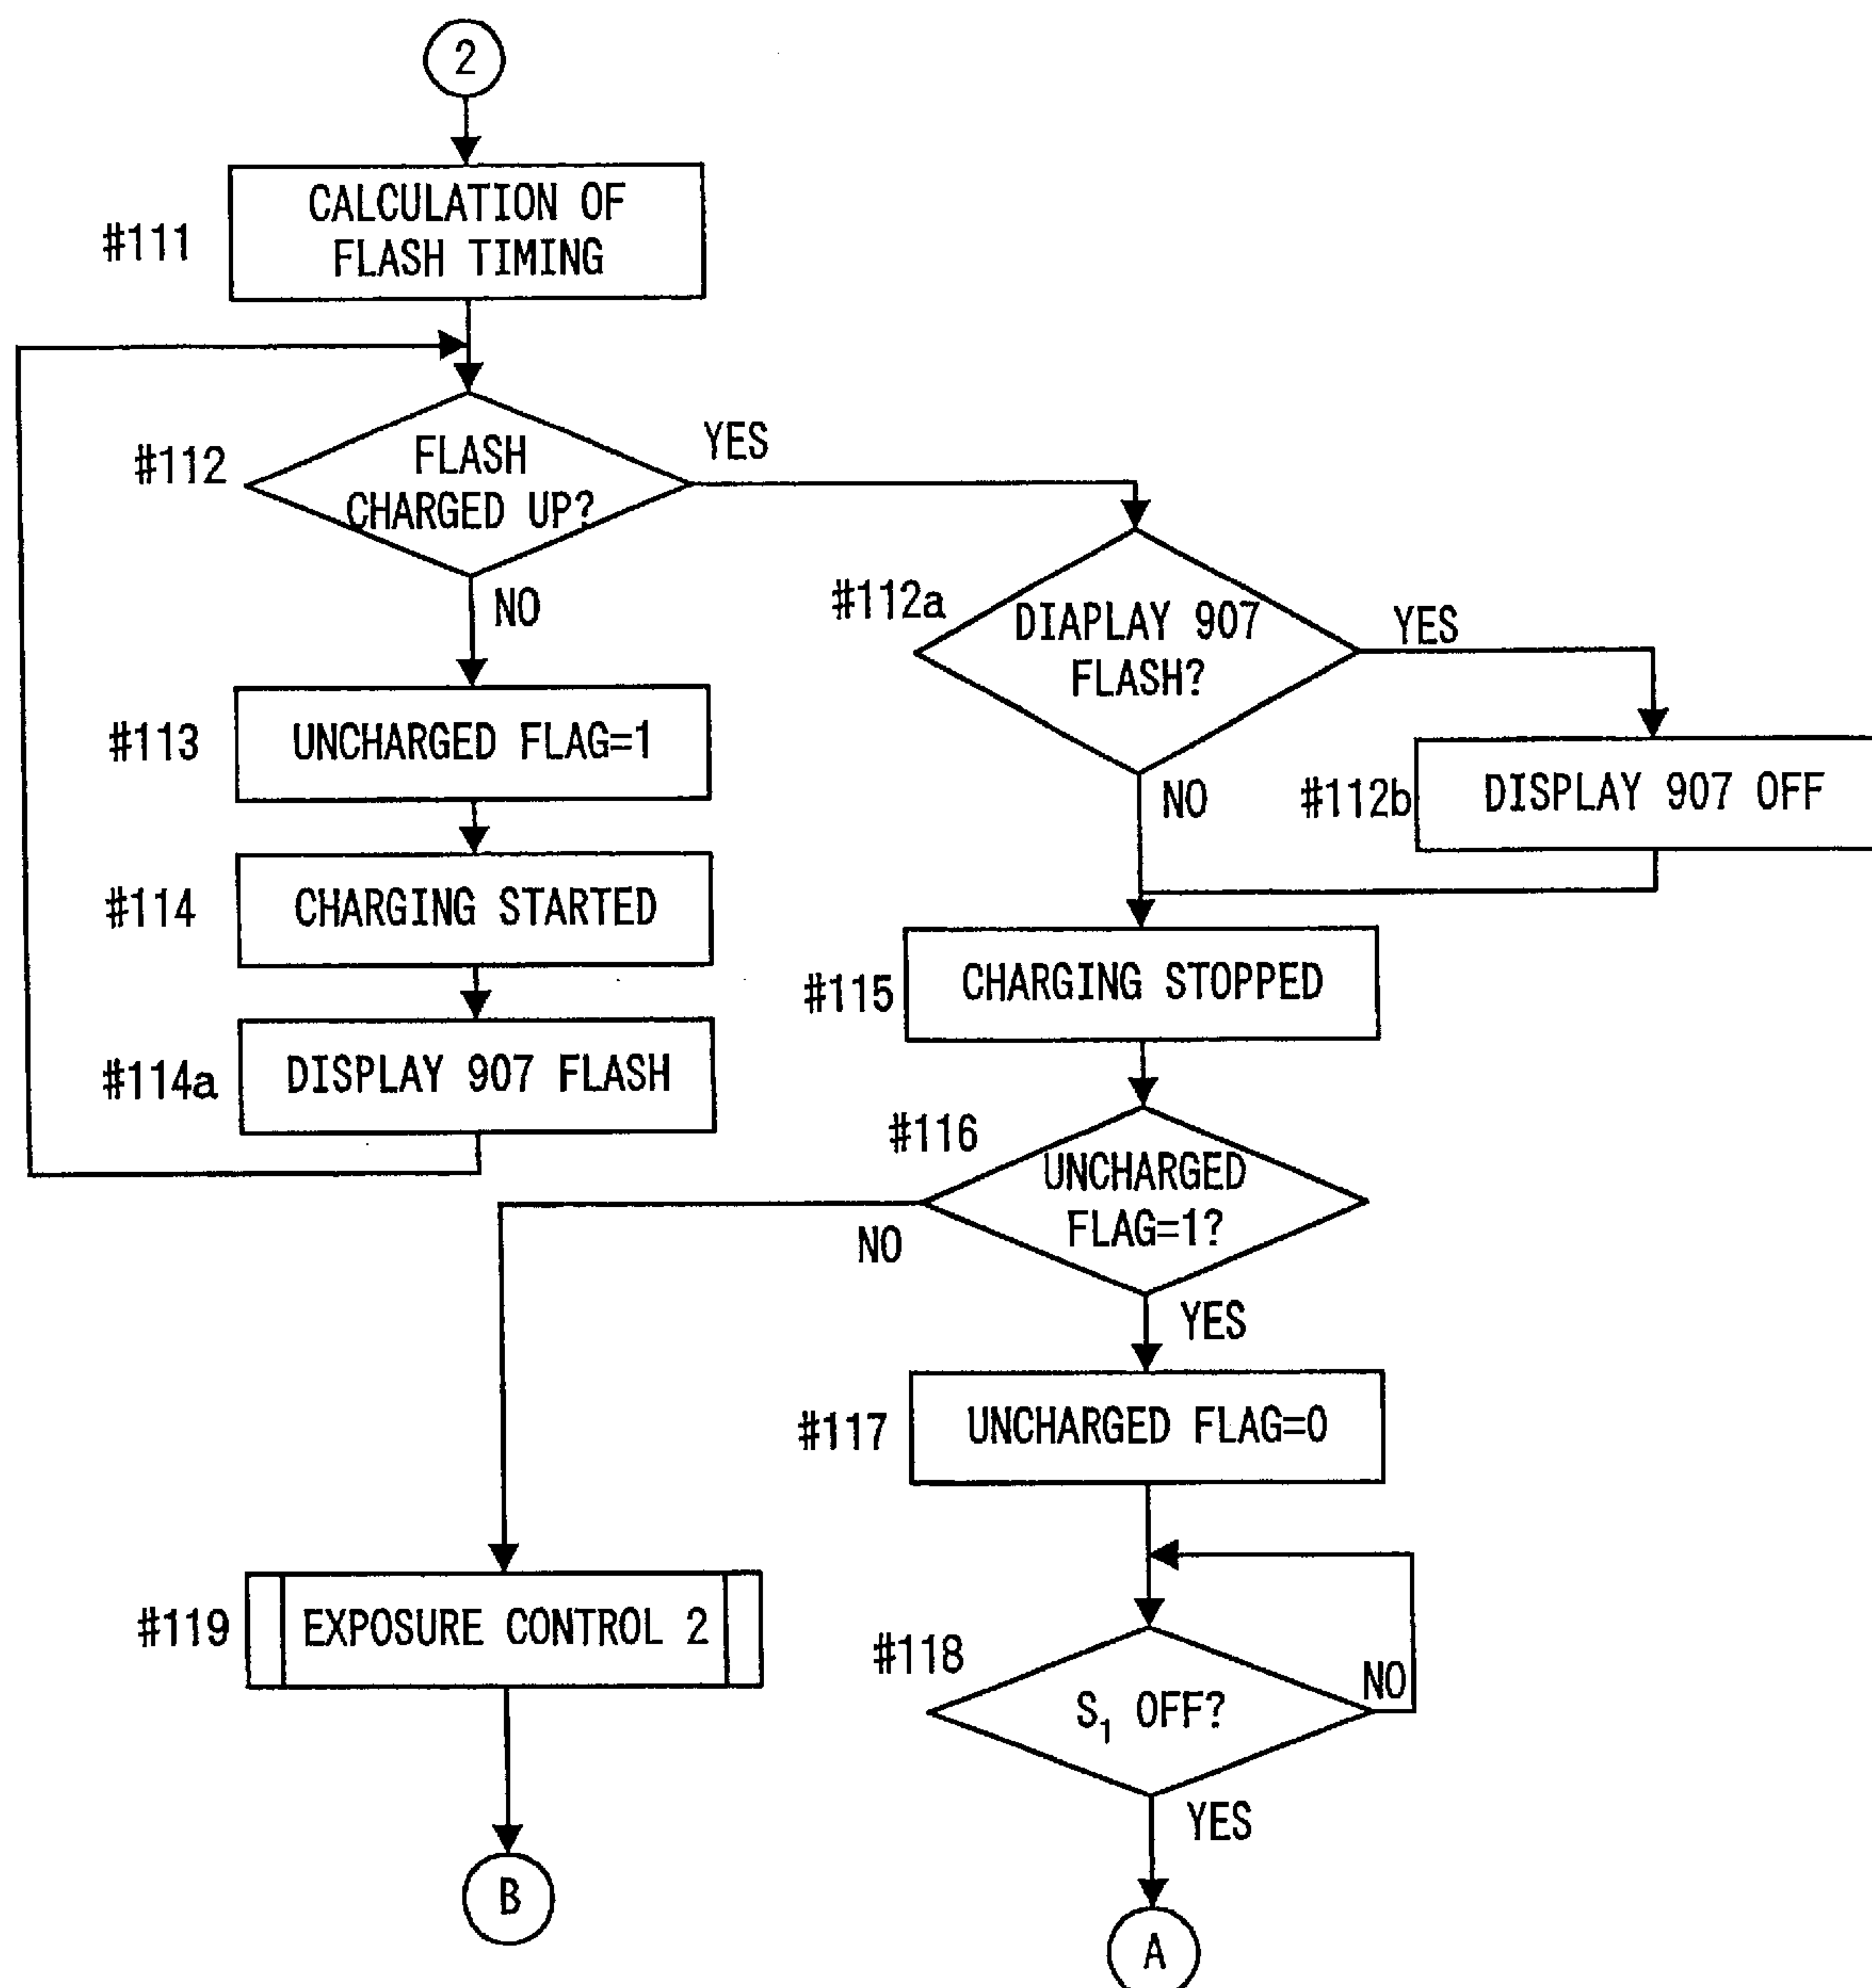 2
#111
CALCULATION OF
FLASH TIMING
#112
FLASH
CHARGED UP?
YES
NO
#112a
DIAPLAY 907
FLASH?
YES
NO
#112b
DISPLAY 907 OFF
#113
UNCHARGED FLAG=1
#114
CHARGING STARTED
#114a
DISPLAY 907 FLASH
#115
CHARGING STOPPED
#116
UNCHARGED
FLAG=1?
NO
YES
#117
UNCHARGED FLAG=0
#118
S1 OFF?
NO
YES
#119
EXPOSURE CONTROL 2
B
A